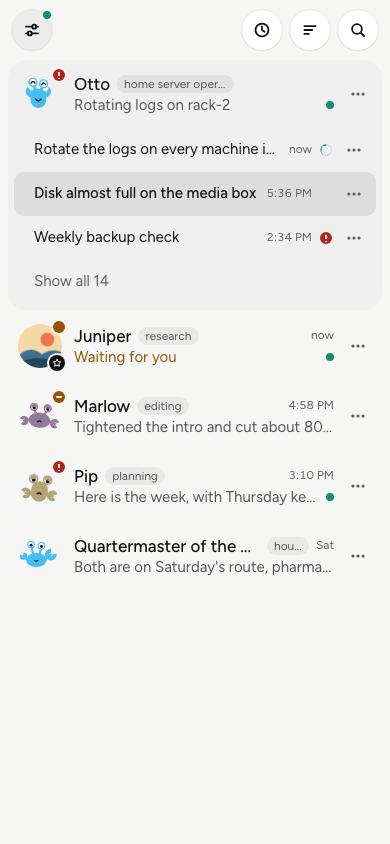 Otto home server oper...
Rotating logs on rack-2
Rotate the logs on every machine i... now
Disk almost full on the media box 5:36 PM
Weekly backup check 2:34 PM
Show all 14
Juniper research now
Waiting for you
Marlow editing 4:58 PM
Tightened the intro and cut about 80...
Pip planning 3:10 PM
Here is the week, with Thursday ke...
Quartermaster of the ... hou... Sat
Both are on Saturday's route, pharma...